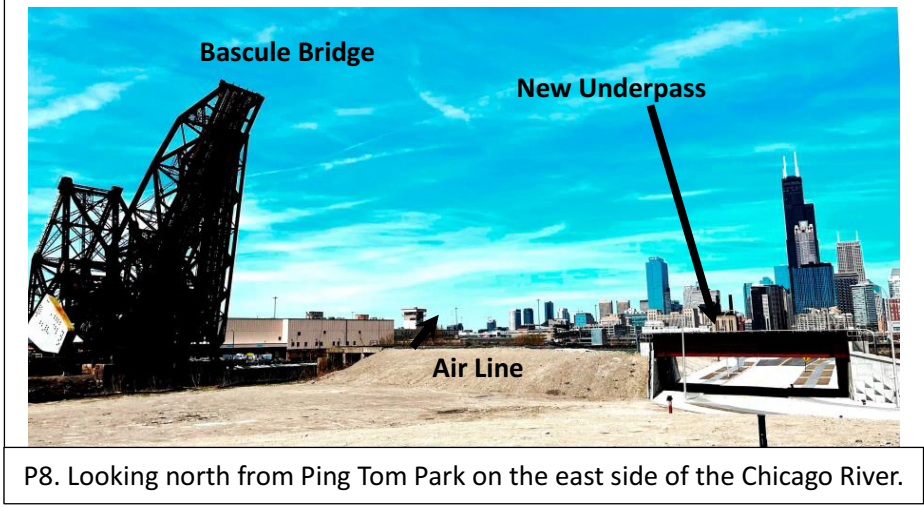 Bascule Bridge
New Underpass
Air Line
P8. Looking north from Ping Tom Park on the east side of the Chicago River.